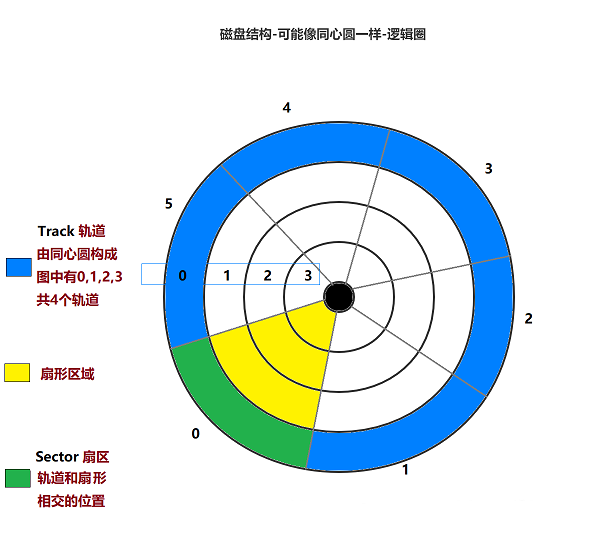 磁盘结构-可能像同心圆一样-逻辑圈
4
3
5
Track 轨道
由同心圆构成
图中有0,1,2,3
共4个轨道
0 1 2 3
2
扇形区域
0
1
Sector 扇区
轨道和扇形
相交的位置